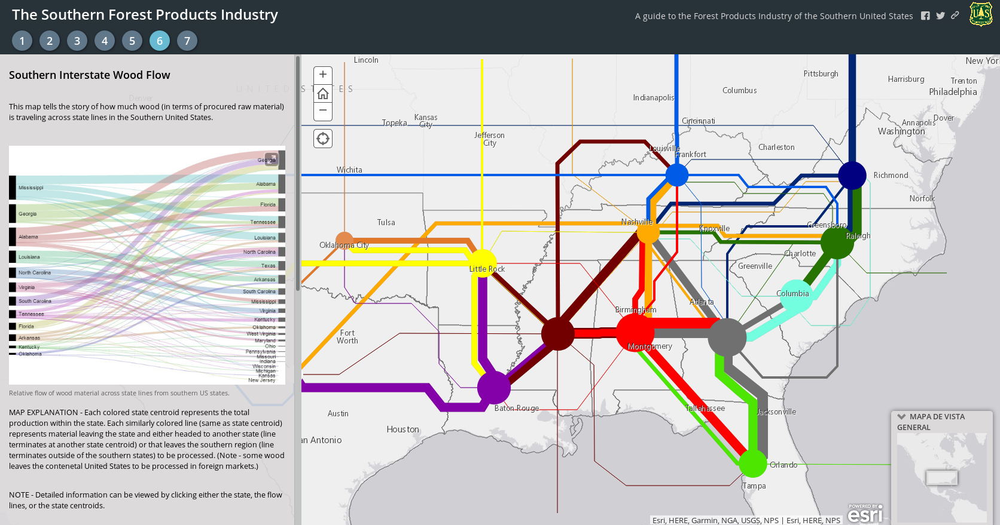 The Southern Forest Products Industry
A guide to the Forest Products Industry of the Southern United States
US
1 2 3 4 5 6 7
Southern Interstate Wood Flow
UNITED STATES
Denver
This map tells the story of how much wood (in terms of procured raw material)
is traveling across state lines in the Southern United States.
Mississippi
Georgia
Alabama
Louisiana
North Carolina
Virginia
South Carolina
Tennessee
Florida
Arkansas
Kentucky
Oklahoma
Georgia
Alabama
Florida
Tennessee
Louisiana
North Carolina
Texas
Arkansas
South Carolina
Mississippi
Virginia
Kentucky
Oklahoma
West Virginia
Maryland
Ohio
Pennsylvania
Missouri
Indiana
Wisconsin
Michigan
Kansas
New Jersey
Relative flow of wood material across state lines from southern US states.
MAP EXPLANATION - Each colored state centroid represents the total
production within the state. Each similarly colored line (same as state centroid)
represents material leaving the state and either headed to another state (line
terminates at another state centroid) or that leaves the southern region (line
terminates outside of the southern states) to be processed. (Note - some wood
leaves the contenetal United States to be processed in foreign markets.)
NOTE - Detailed information can be viewed by clicking either the state, the flow
lines, or the state centroids.
+
−
Lincoln
New Yor
Pittsburgh
Harrisburg
Trenton
Philadelphia
Columbus
Indianapolis
Kansas
City
Topeka
Cincinnati
Dover
Annapolis
Washington
Jefferson
City
Charleston
Louisville
Frankfort
Wichita
Richmond
Norfolk
Tulsa
Nashville
Knoxville
Greensboro
Raleigh
Oklahoma City
Charlotte
Little Rock
Greenville
Columbia
Atlanta
Birmingham
Fort
Worth
Montgomery
Baton Rouge
Tallahassee
Jacksonville
Austin
Houston
an Antonio
Orlando
Tampa
MAPA DE VISTA
GENERAL
POWERED BY
esri
Esri, HERE, Garmin, NGA, USGS, NPS | Esri, HERE, NPS